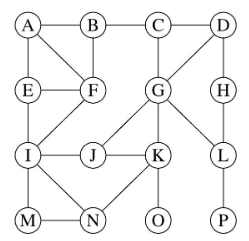 A B C D
E F G H
I J K L
M N O P